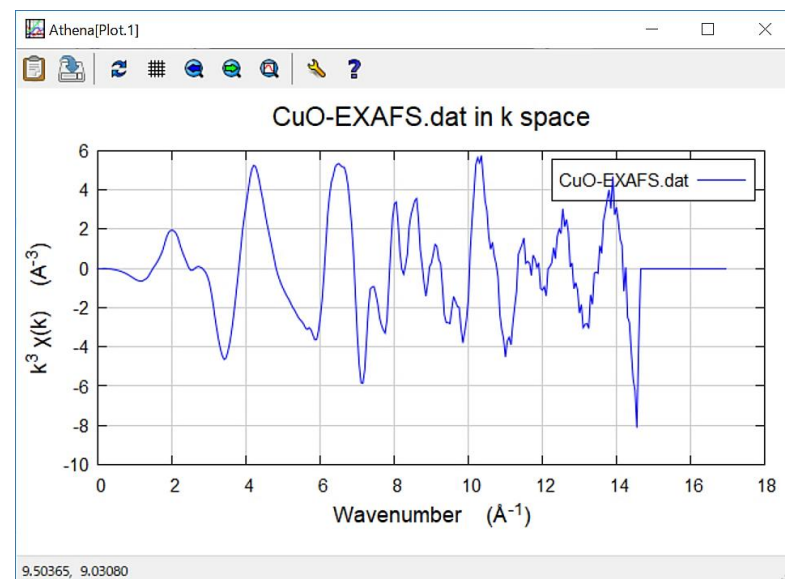 Athena[Plot.1]
?
CuO-EXAFS.dat in k space
CuO-EXAFS.dat
6
4
2
0
-2
-4
-6
-8
-10
k³ χ(k) (A⁻³)
0 2 4 6 8 10 12 14 16 18
Wavenumber (Å⁻¹)
9.50365, 9.03080